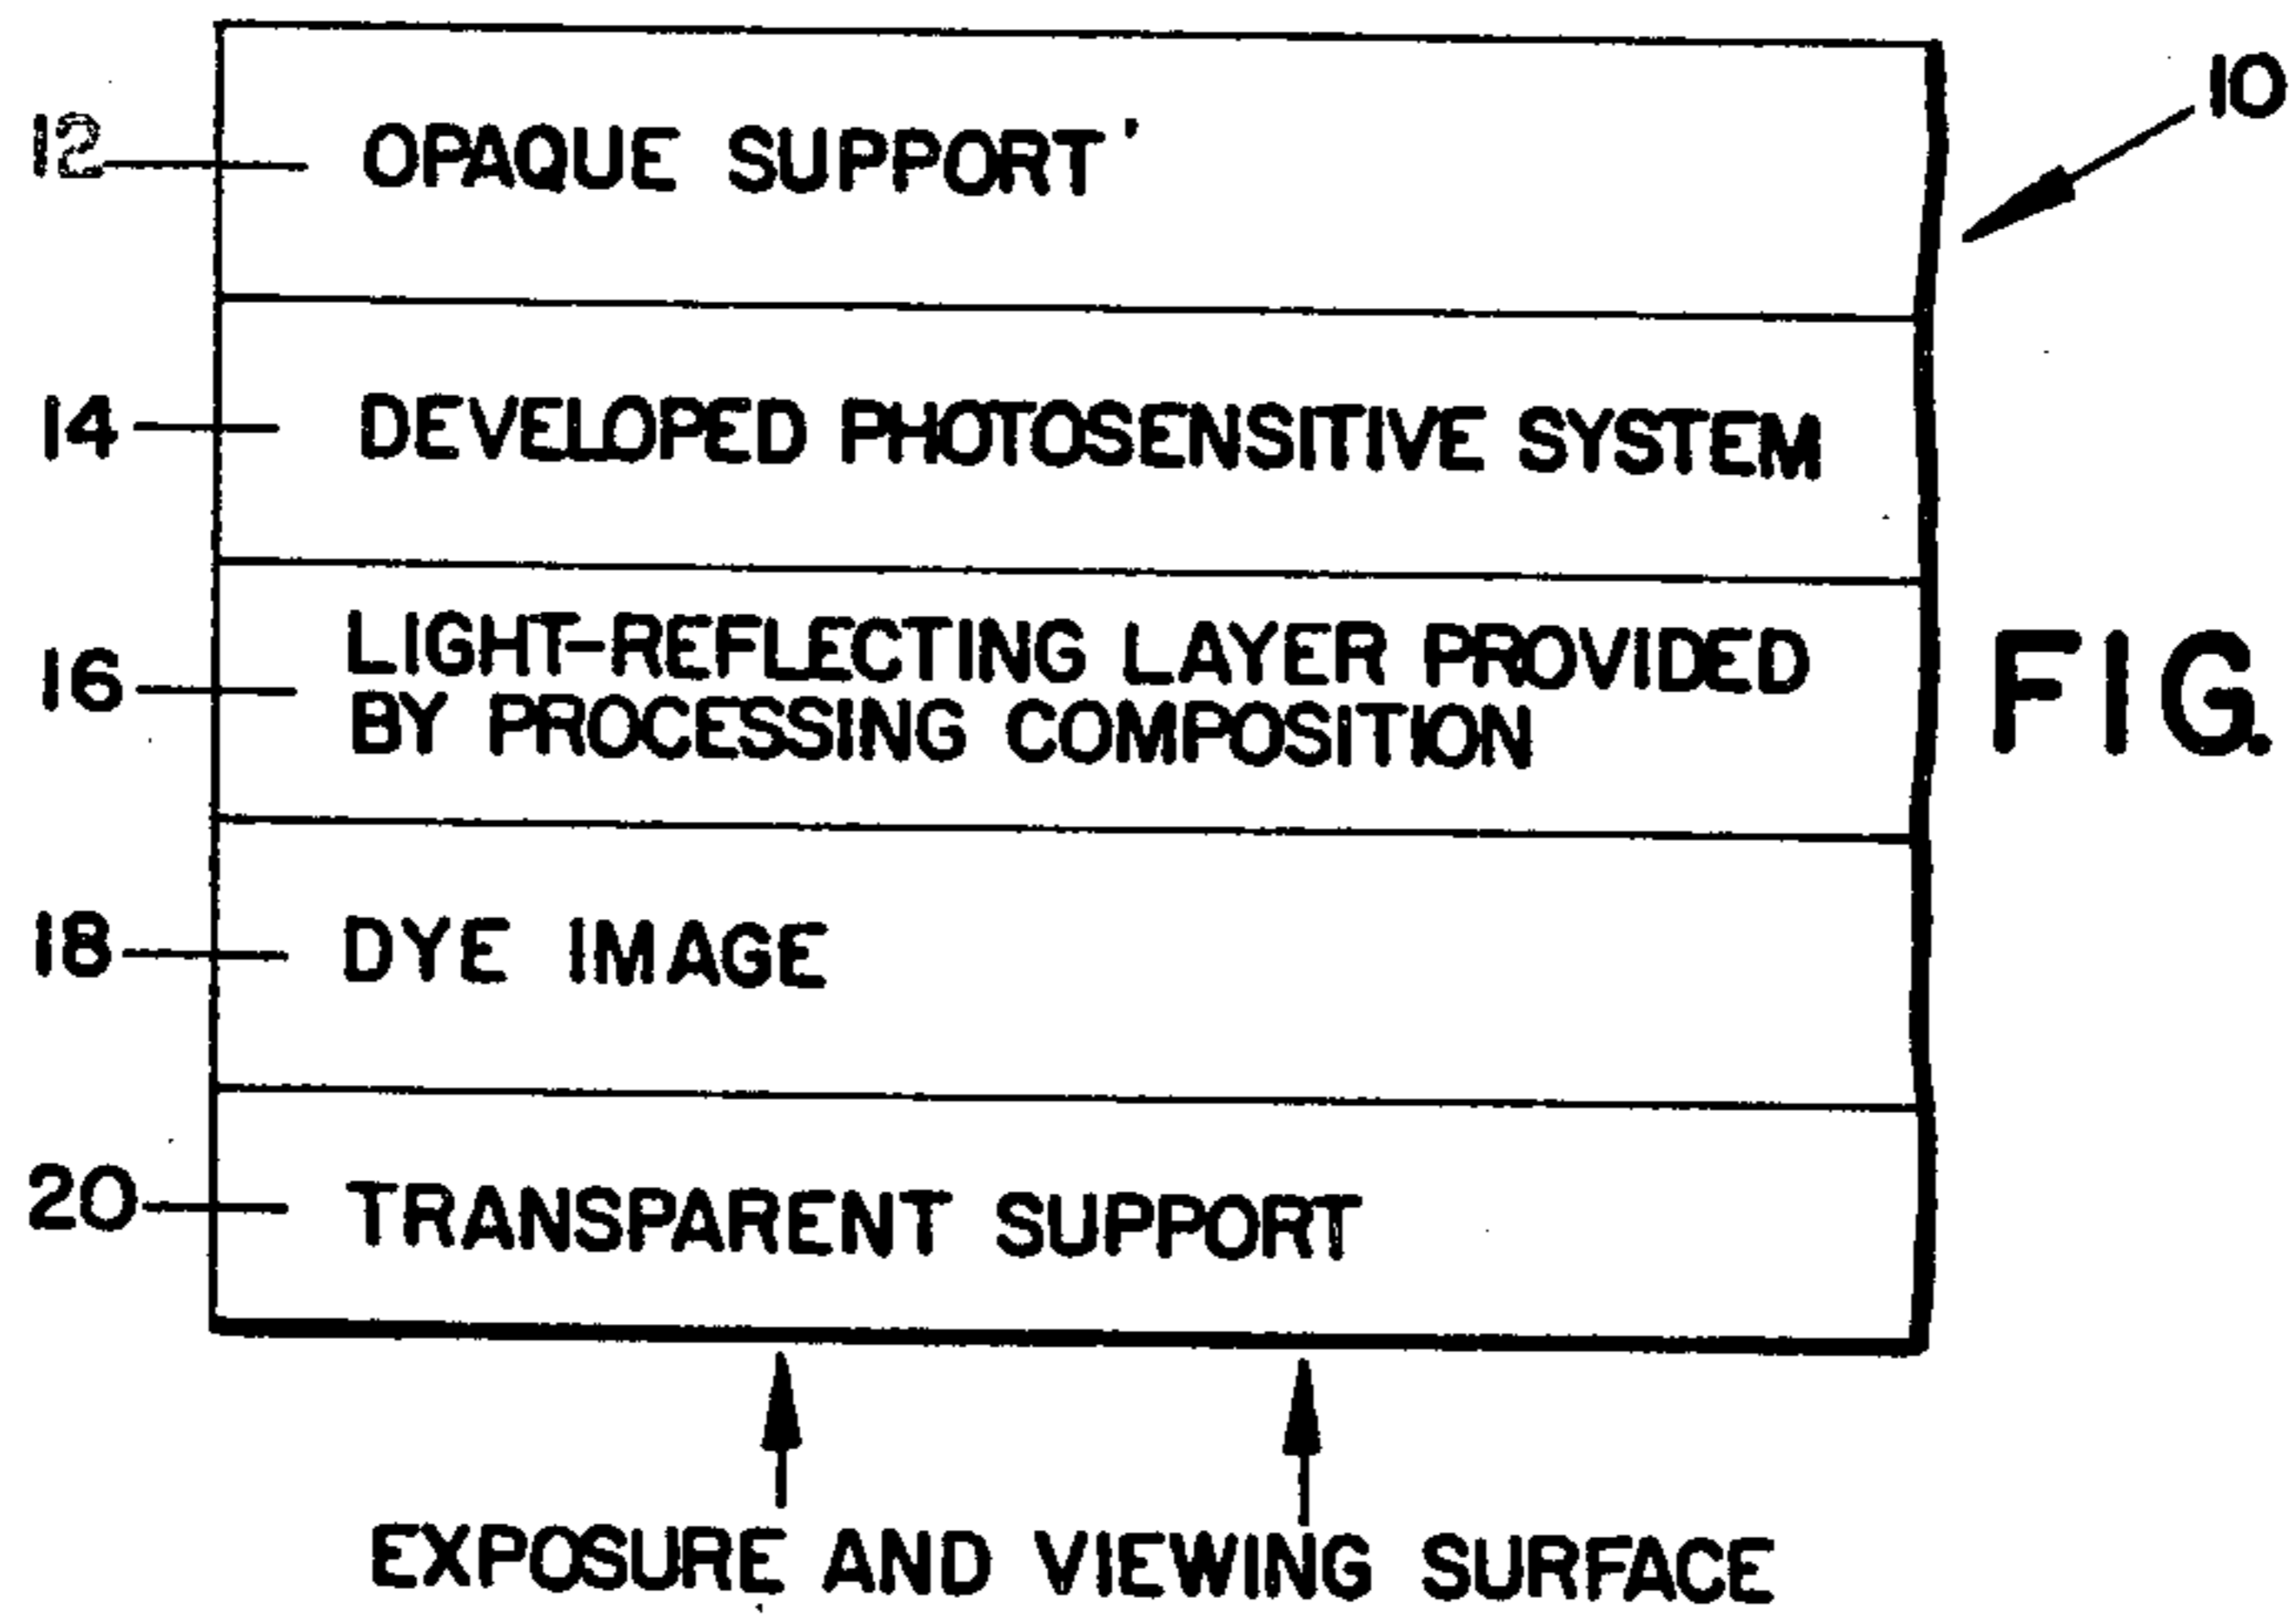 10
12 OPAQUE SUPPORT'
14 DEVELOPED PHOTOSENSITIVE SYSTEM
16 LIGHT-REFLECTING LAYER PROVIDED
BY PROCESSING COMPOSITION
FIG.
18 DYE IMAGE
20 TRANSPARENT SUPPORT
EXPOSURE AND VIEWING SURFACE